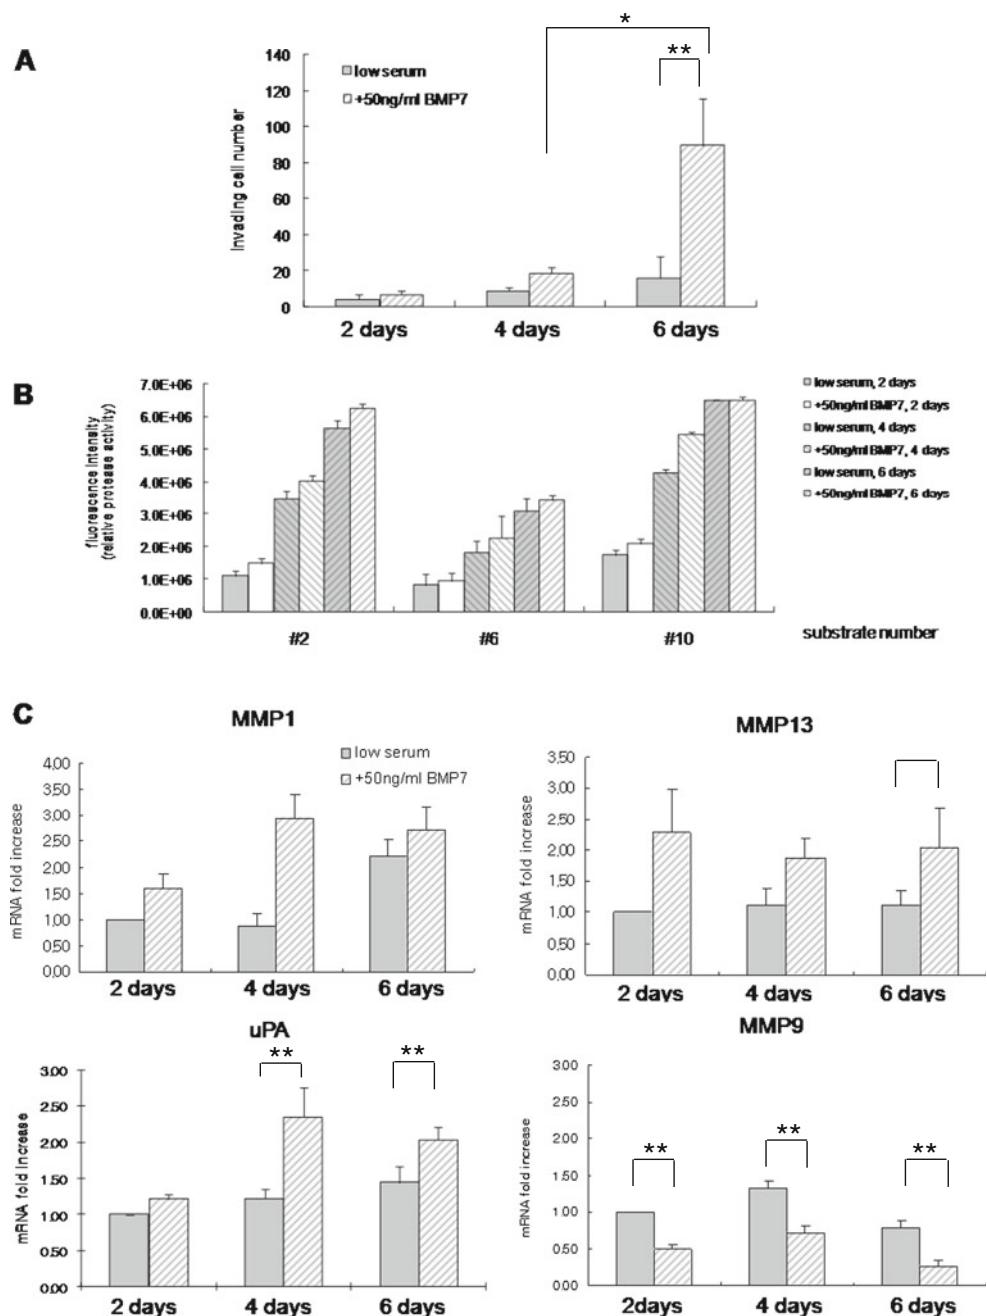 A
*
**
140
120
100
80
60
40
20
0
Invading cell number
low serum
+50ng/ml BMP7
2 days 4 days 6 days
B
7.0E+06
6.0E+06
5.0E+06
4.0E+06
3.0E+06
2.0E+06
1.0E+06
0.0E+00
fluorescence intensity
(relative protease activity)
low serum, 2 days
+50ng/ml BMP7, 2 days
low serum, 4 days
+50ng/ml BMP7, 4 days
low serum, 6 days
+50ng/ml BMP7, 6 days
#2 #6 #10 substrate number
C
MMP1
mRNA fold increase
4.00
3.50
3.00
2.50
2.00
1.50
1.00
0.50
0.00
low serum
+50ng/ml BMP7
2 days 4 days 6 days
MMP13
mRNA fold increase
3.50
3.00
2.50
2.00
1.50
1.00
0.50
0.00
2 days 4 days 6 days
uPA
mRNA fold increase
3.00
2.50
2.00
1.50
1.00
0.50
0.00
** **
2 days 4 days 6 days
MMP9
mRNA fold increase
3.00
2.50
2.00
1.50
1.00
0.50
0.00
** ** **
2days 4 days 6 days